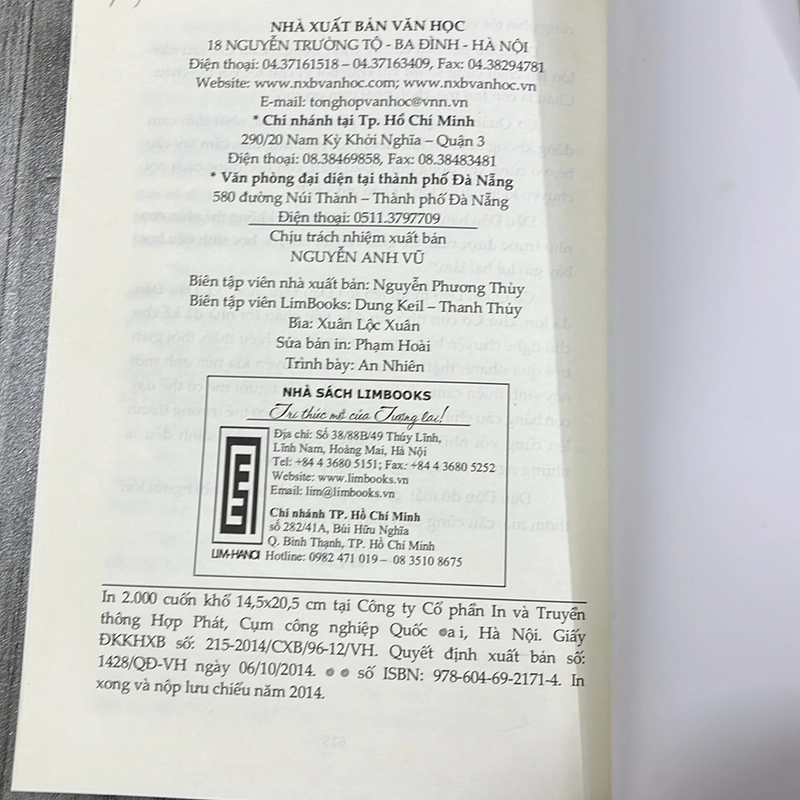 NHÀ XUẤT BẢN VĂN HỌC
18 NGUYỄN TRƯỜNG TỘ - BA ĐÌNH - HÀ NỘI
Điện thoại: 04.37161518 – 04.37163409, Fax: 04.38294781
Website: www.nxbvanhoc.com; www.nxbvanhoc.vn
E-mail: tonghopvanhoc@vnn.vn
* Chi nhánh tại Tp. Hồ Chí Minh
290/20 Nam Kỳ Khởi Nghĩa – Quận 3
Điện thoại: 08.38469858, Fax: 08.38483481
* Văn phòng đại diện tại thành phố Đà Nẵng
580 đường Núi Thành – Thành phố Đà Nẵng
Điện thoại: 0511.3797709
Chịu trách nhiệm xuất bản
NGUYỄN ANH VŨ
Biên tập viên nhà xuất bản: Nguyễn Phương Thùy
Biên tập viên LimBooks: Dung Keil – Thanh Thủy
Bìa: Xuân Lộc Xuân
Sửa bản in: Phạm Hoài
Trình bày: An Nhiên
NHÀ SÁCH LIMBOOKS
Tri thức mới của Tương lai!
Địa chỉ: Số 38/88B/49 Thúy Lĩnh,
Lĩnh Nam, Hoàng Mai, Hà Nội
Tel: +84 4 3680 5151; Fax: +84 4 3680 5252
Website: www.limbooks.vn
Email: lim@limbooks.vn
Chi nhánh TP. Hồ Chí Minh
số 282/41A, Bùi Hữu Nghĩa
Q. Bình Thạnh, TP. Hồ Chí Minh
LIM-HANOI Hotline: 0982 471 019 – 08 3510 8675
In 2.000 cuốn khổ 14,5x20,5 cm tại Công ty Cổ phần In và Truyền
thông Hợp Phát, Cụm công nghiệp Quốc ai, Hà Nội. Giấy
ĐKKHXB số: 215-2014/CXB/96-12/VH. Quyết định xuất bản số:
1428/QĐ-VH ngày 06/10/2014. số ISBN: 978-604-69-2171-4. In
xong và nộp lưu chiểu năm 2014.